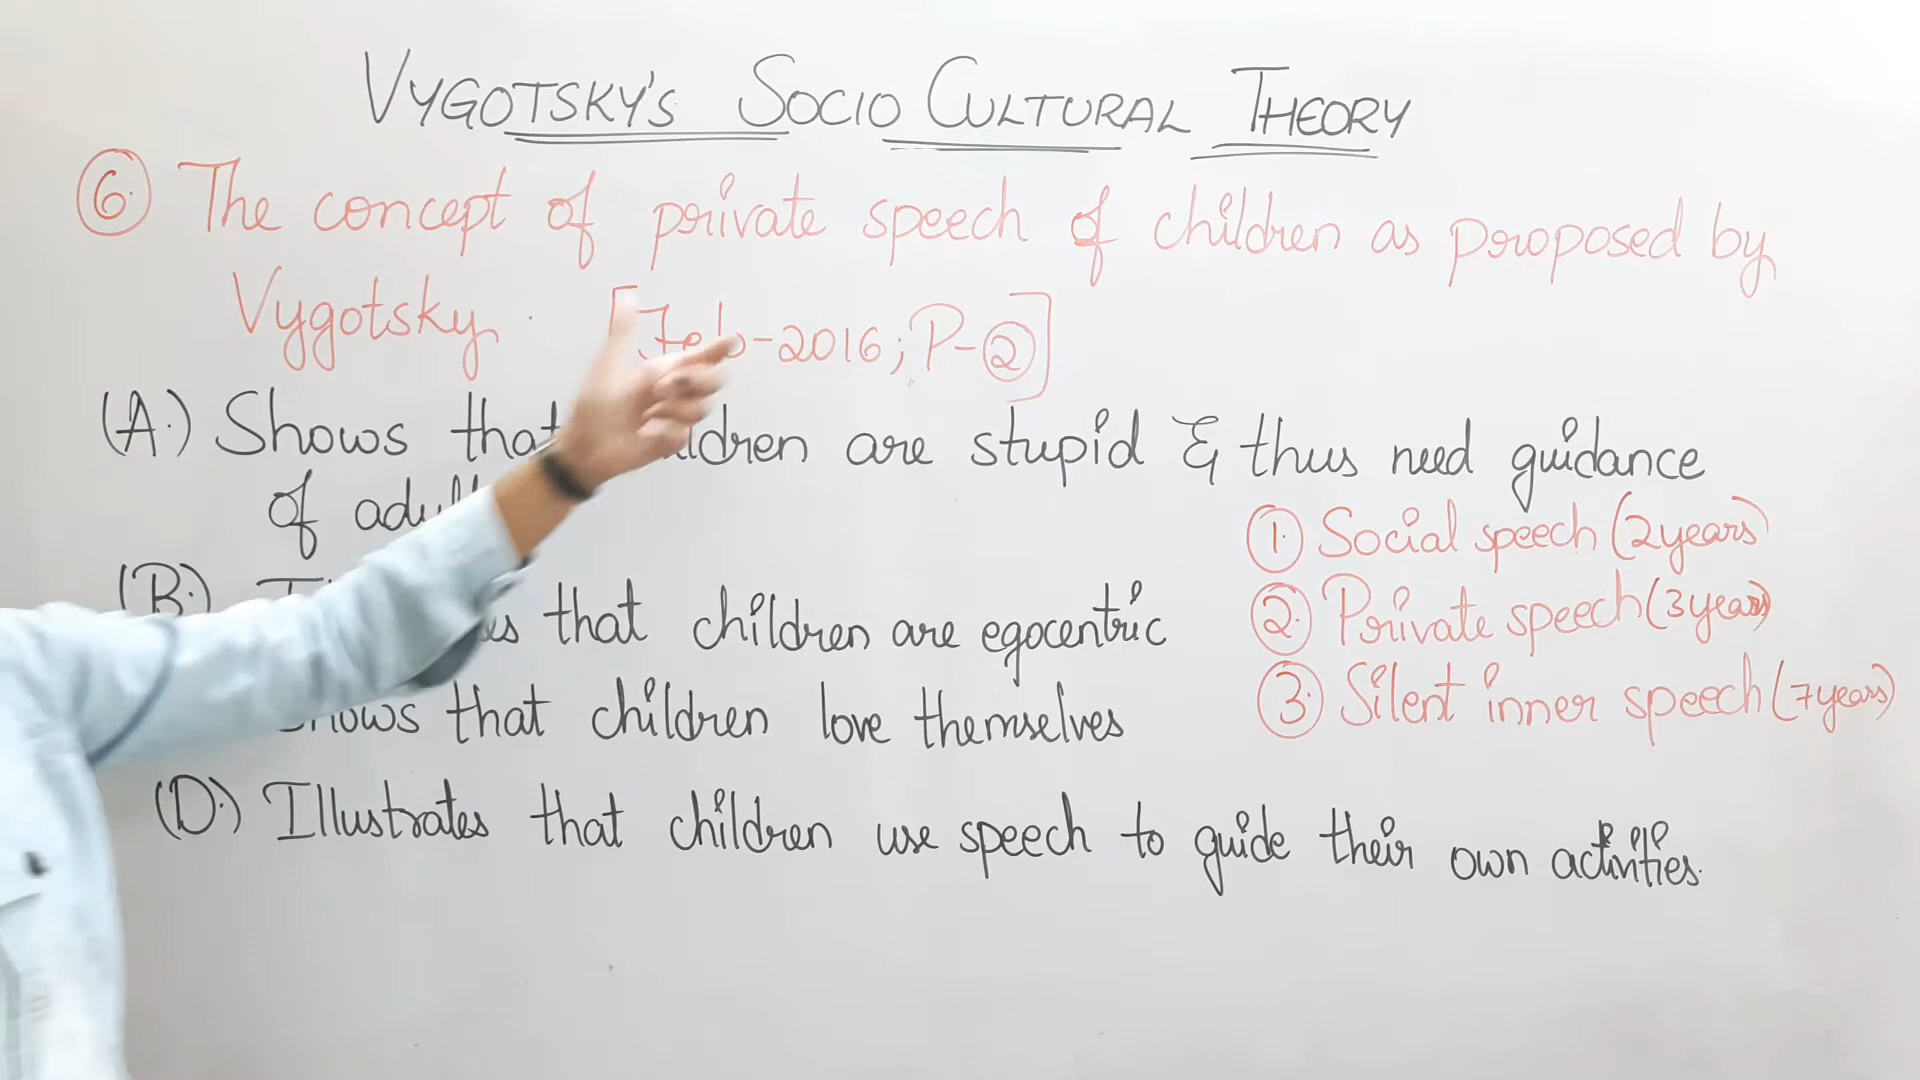 VYGOTSKY'S SOCIO CULTURAL THEORY
6. The concept of private speech of children as proposed by
Vygotsky. [Feb-2016; P-2]
(A.) Shows that children are stupid & thus need guidance
of
(B.) that children are egocentric
shows that children love themselves
(D.) Illustrates that children use speech to guide their own activities.
1. Social speech (2 years)
2. Private speech (3 years)
3. Silent inner speech (7 years)